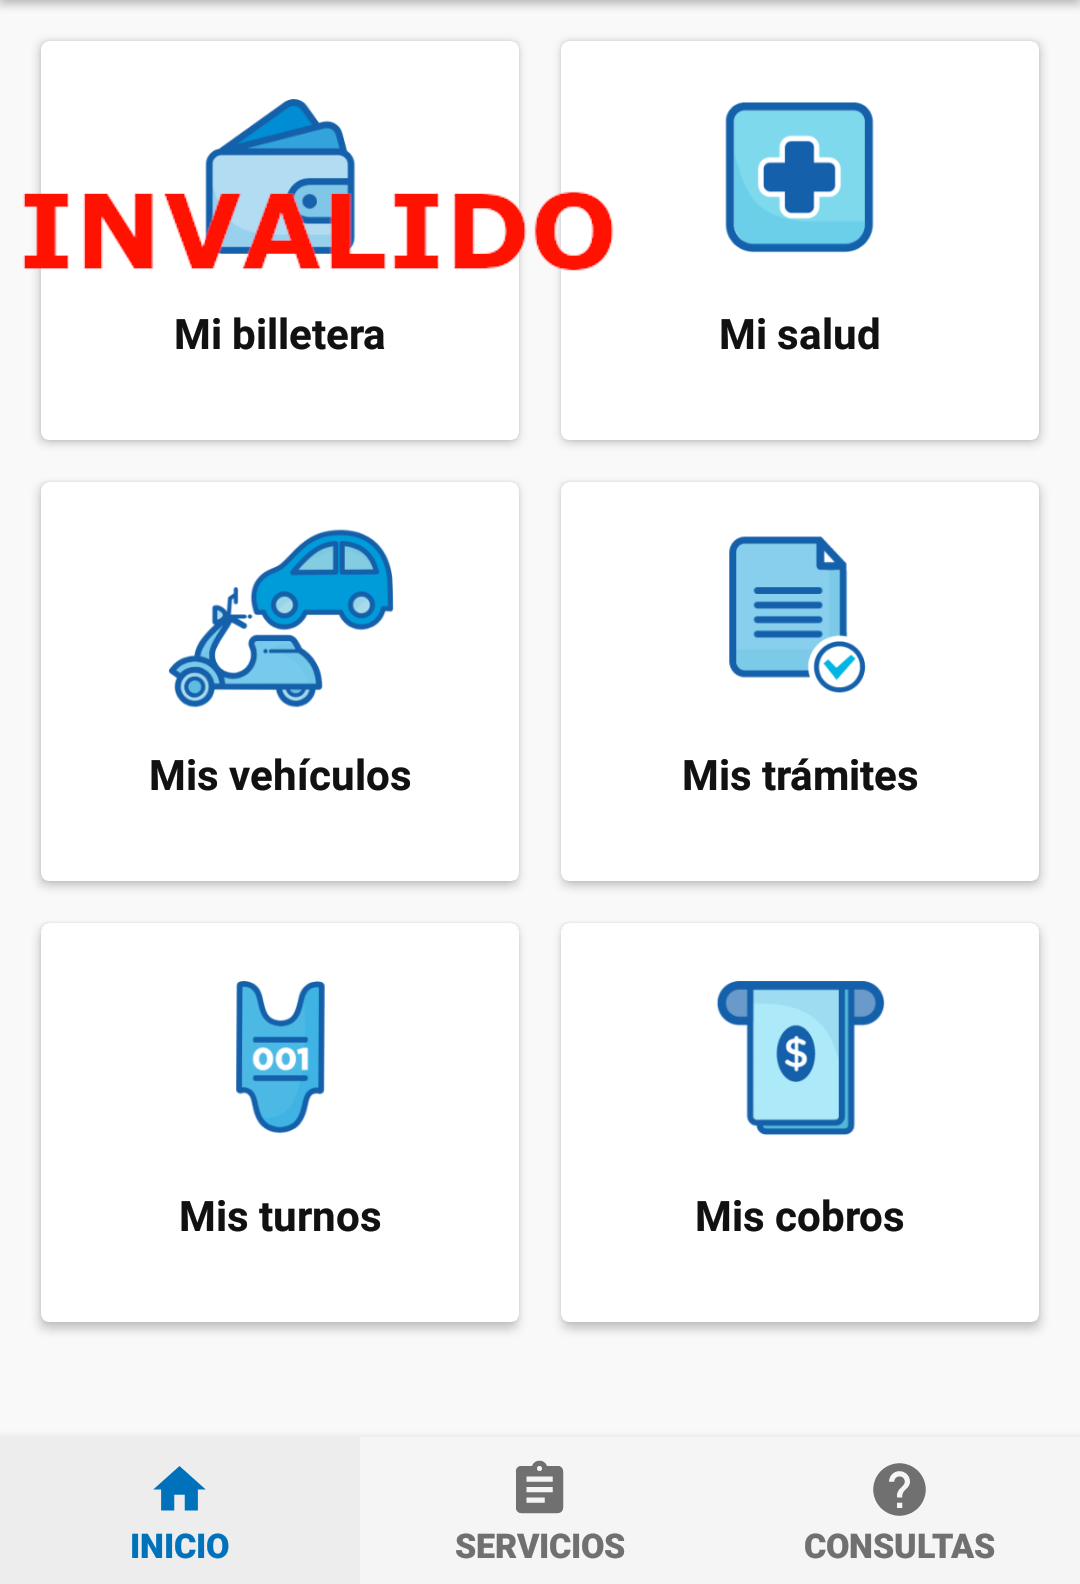 INVALIDO
Mi billetera
Mi salud
Mis vehículos
Mis trámites
001
$
Mis turnos
Mis cobros
INICIO
SERVICIOS
?
CONSULTAS